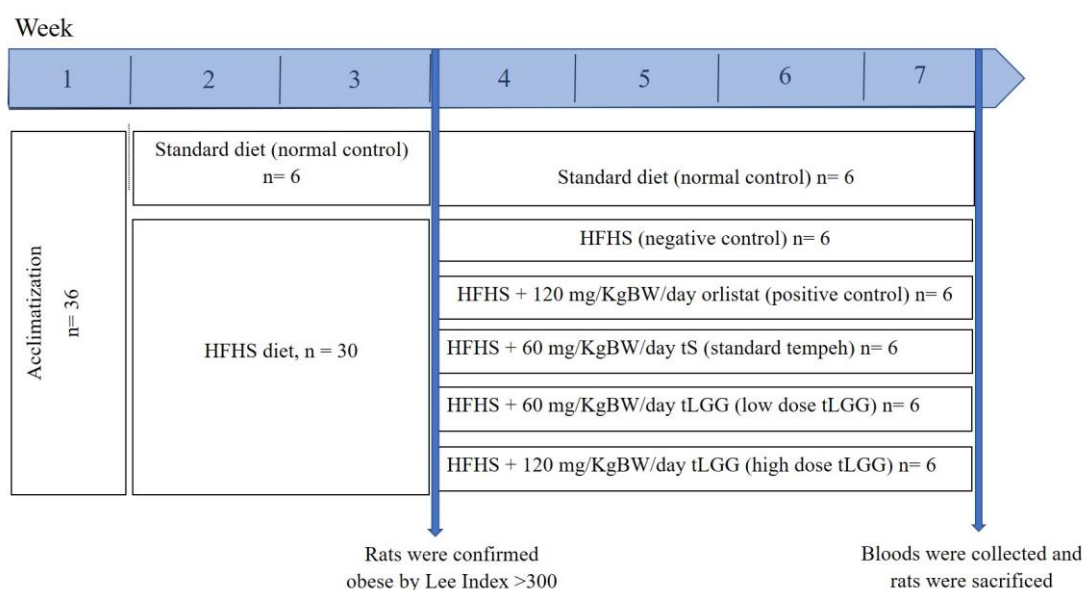 Week
1 2 3 4 5 6 7
Acclimatization
n= 36
Standard diet (normal control)
n= 6
HFHS diet, n = 30
Standard diet (normal control) n= 6
HFHS (negative control) n= 6
HFHS + 120 mg/KgBW/day orlistat (positive control) n= 6
HFHS + 60 mg/KgBW/day tS (standard tempeh) n= 6
HFHS + 60 mg/KgBW/day tLGG (low dose tLGG) n= 6
HFHS + 120 mg/KgBW/day tLGG (high dose tLGG) n= 6
Rats were confirmed
obese by Lee Index >300
Bloods were collected and
rats were sacrificed